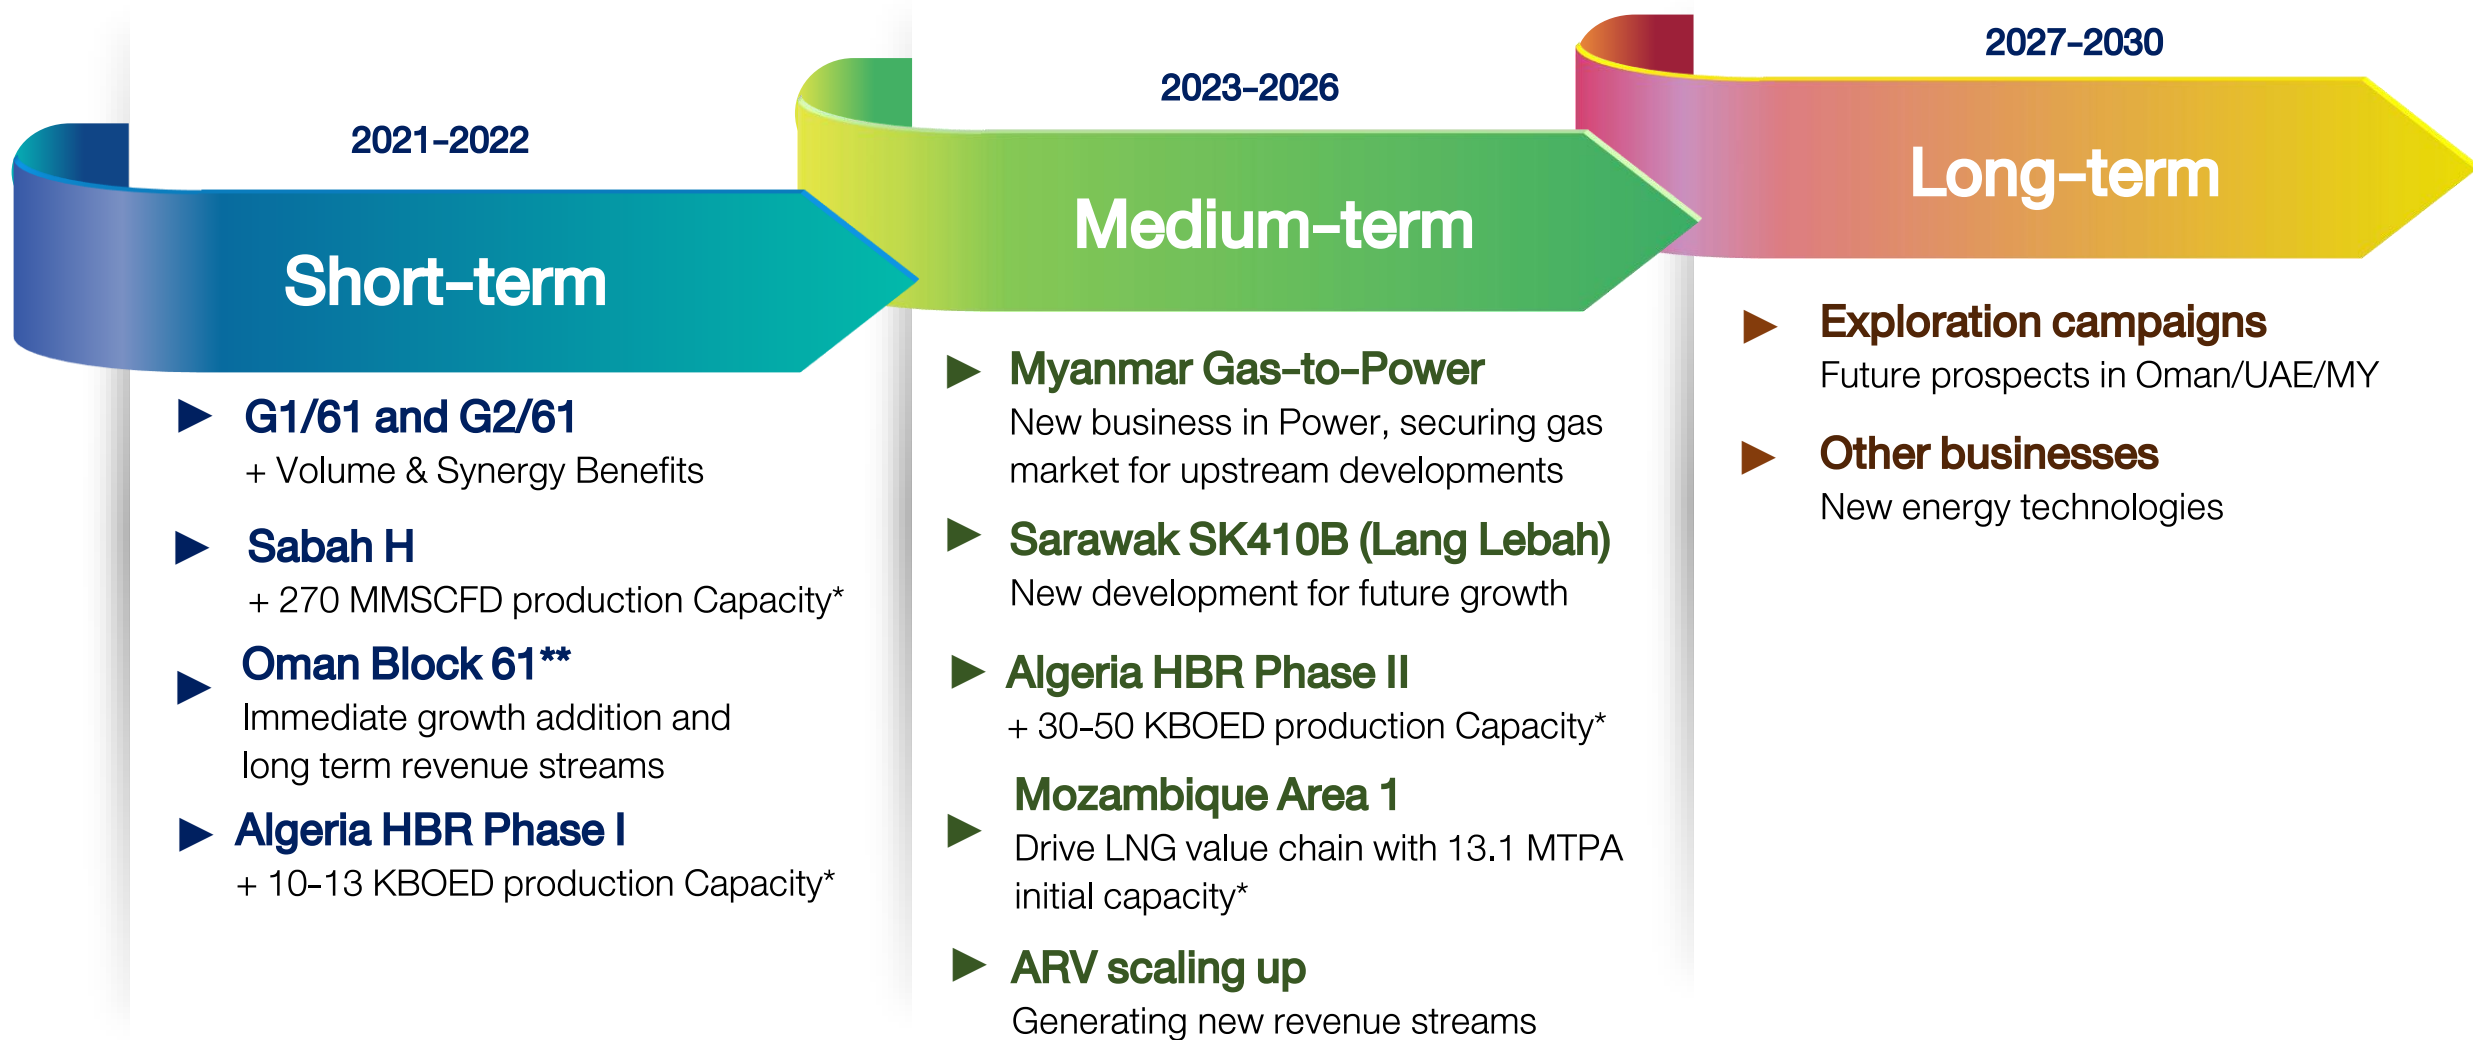 2021-2022
Short-term
G1/61 and G2/61
+ Volume & Synergy Benefits
Sabah H
+ 270 MMSCFD production Capacity*
Oman Block 61**
Immediate growth addition and
long term revenue streams
Algeria HBR Phase I
+ 10-13 KBOED production Capacity*
2023-2026
Medium-term
Myanmar Gas-to-Power
New business in Power, securing gas
market for upstream developments
Sarawak SK410B (Lang Lebah)
New development for future growth
Algeria HBR Phase II
+ 30-50 KBOED production Capacity*
Mozambique Area 1
Drive LNG value chain with 13.1 MTPA
initial capacity*
ARV scaling up
Generating new revenue streams
2027-2030
Long-term
Exploration campaigns
Future prospects in Oman/UAE/MY
Other businesses
New energy technologies